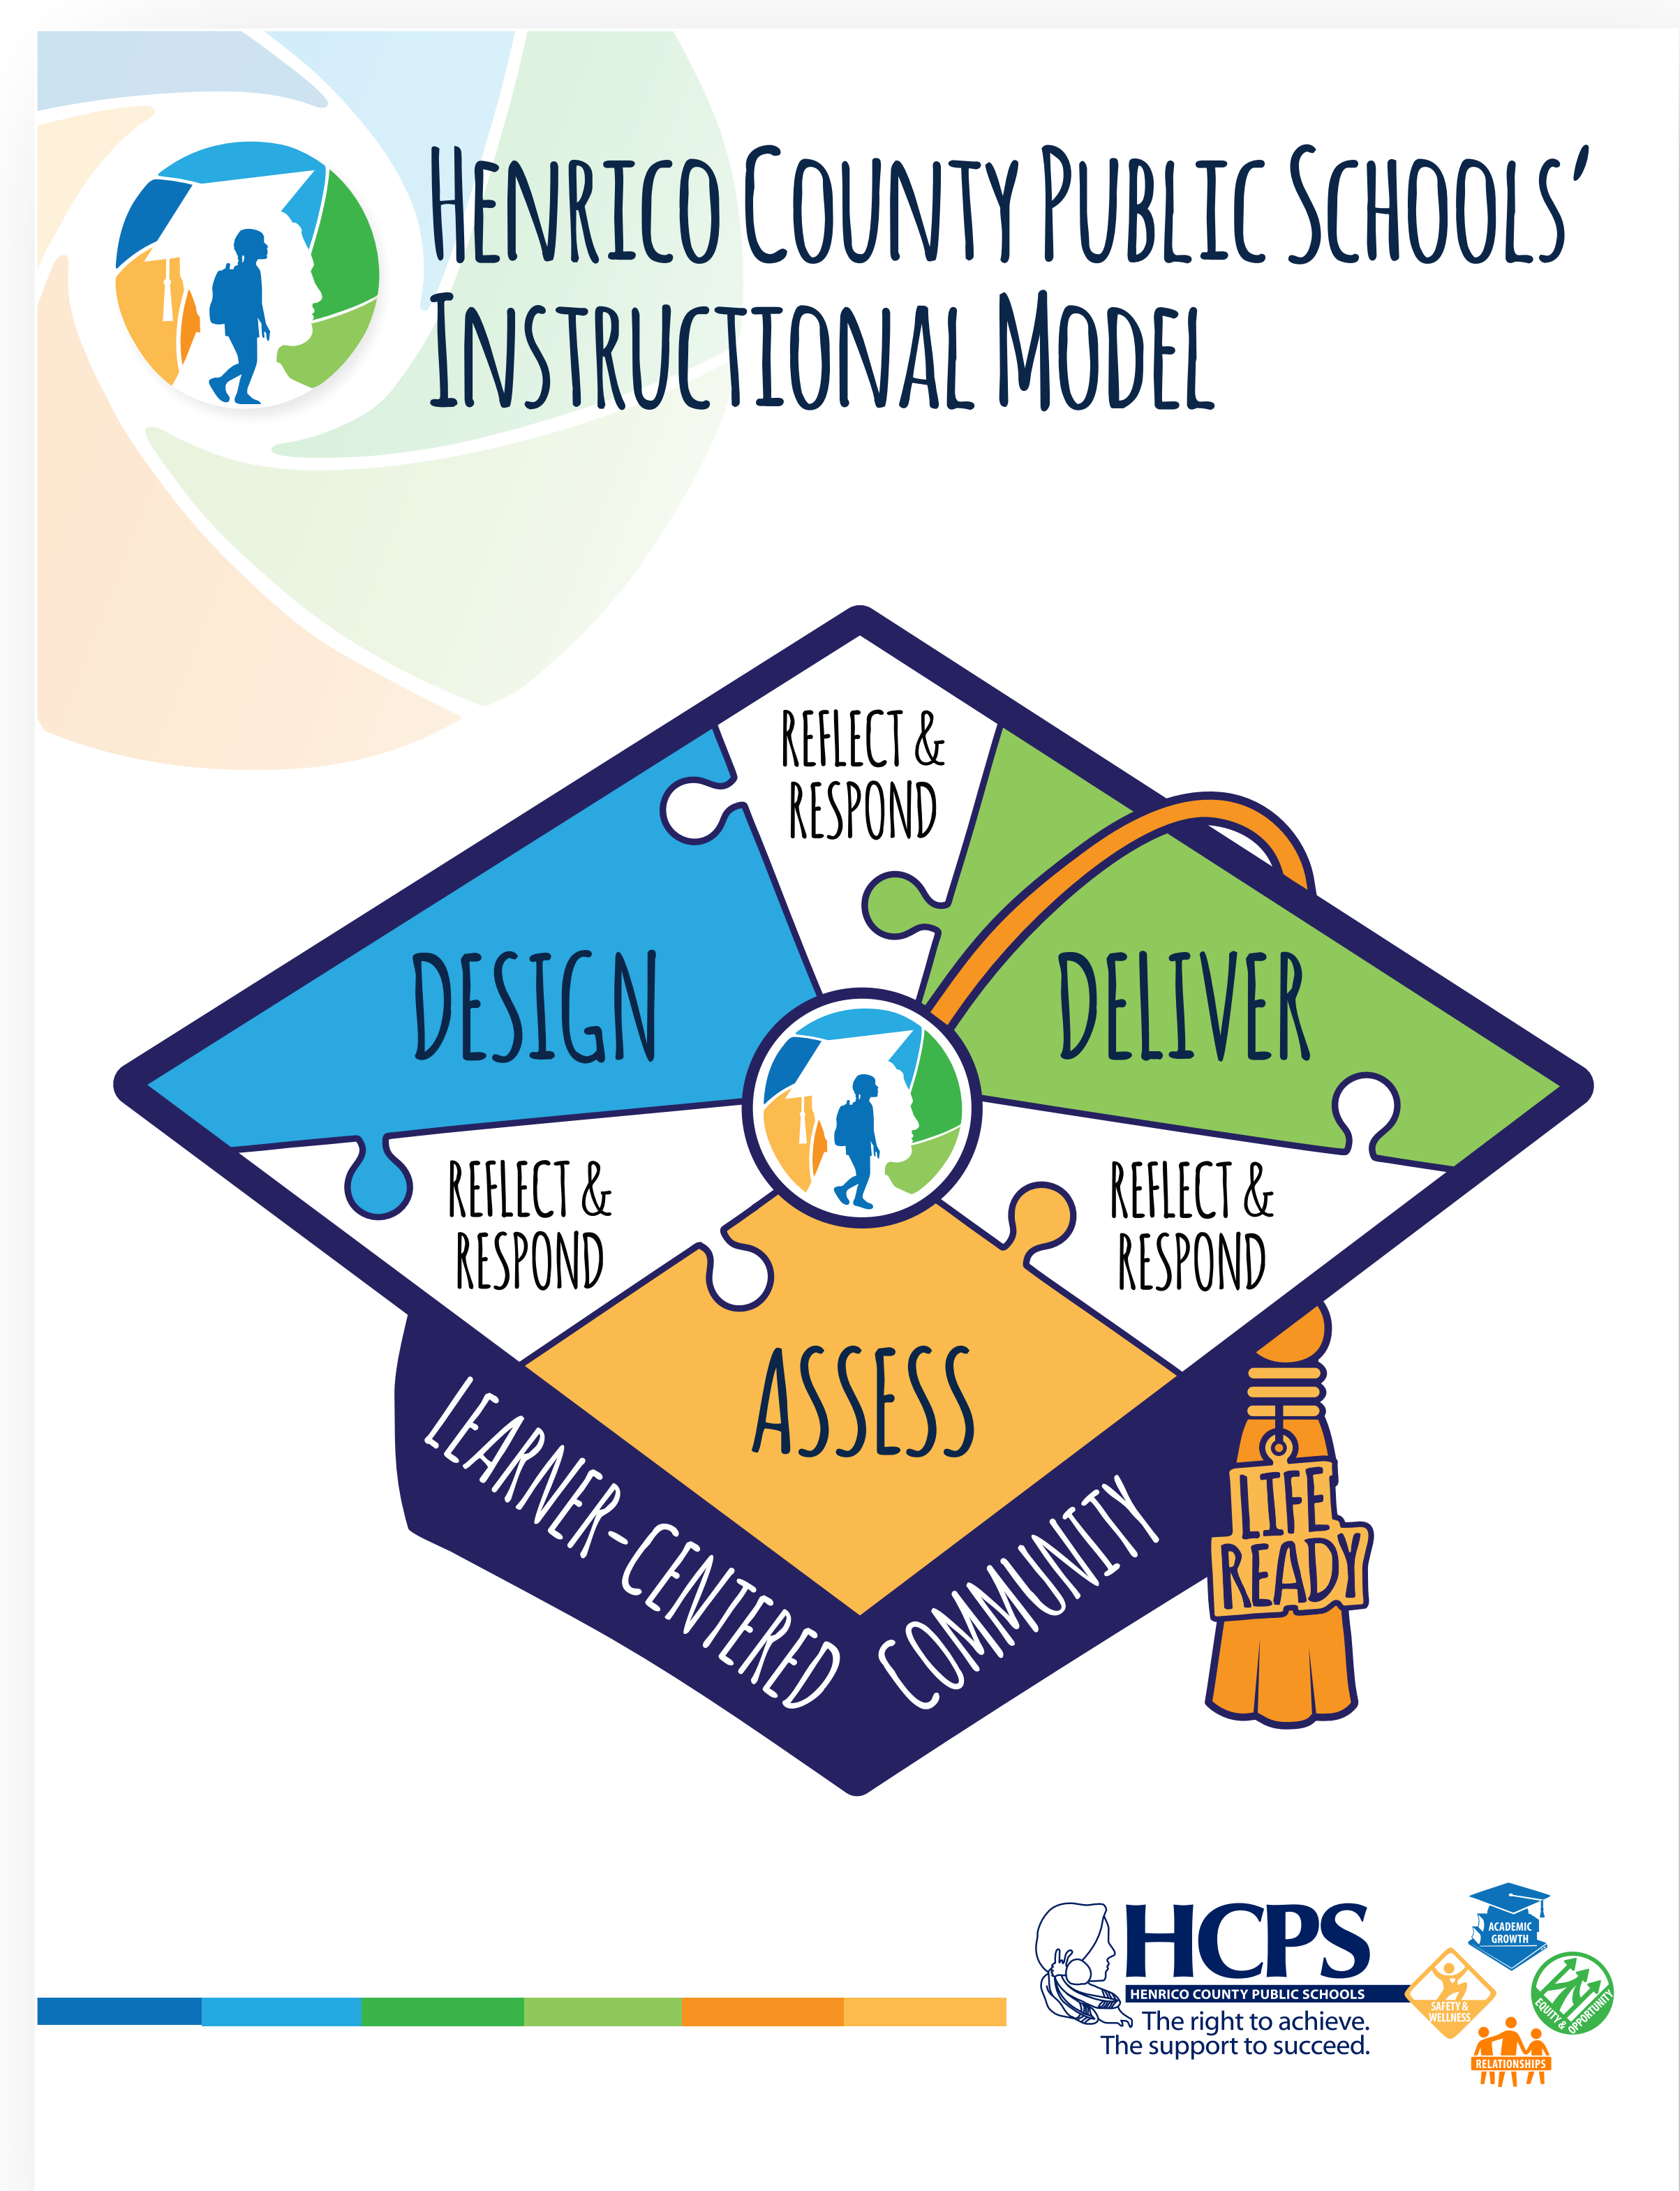 HENRICO COUNTY PUBLIC SCHOOLS'
INSTRUCTIONAL MODEL
REFLECT &
RESPOND
DESIGN
DELIVER
REFLECT &
RESPOND
REFLECT &
RESPOND
ASSESS
LEARNER-CENTERED
COMMUNITY
LIFE
READY
HCPS
HENRICO COUNTY PUBLIC SCHOOLS
The right to achieve.
The support to succeed.
ACADEMIC
GROWTH
SAFETY &
WELLNESS
EQUITY & OPPORTUNITY
RELATIONSHIPS